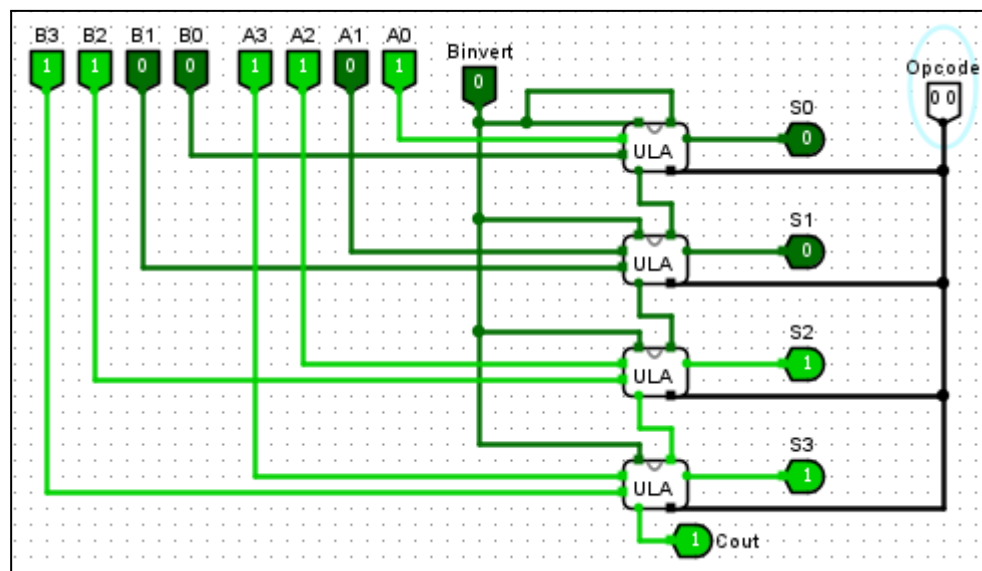 B3 B2 B1 B0 A3 A2 A1 A0
1 1 0 0 1 1 0 1
Binvert
0
Opcode
0 0
S0
0
ULA
S1
0
ULA
S2
1
ULA
S3
1
ULA
1 Cout